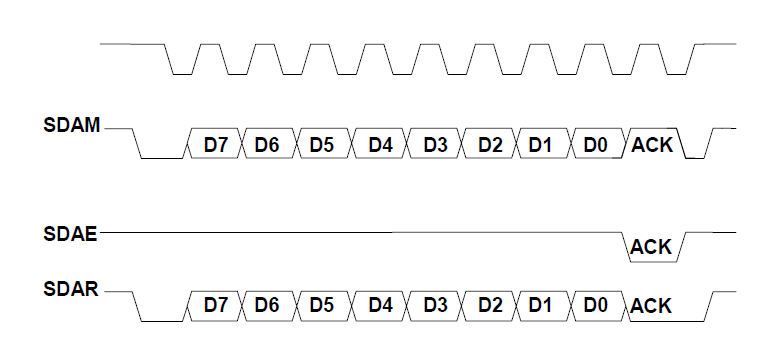 SDAM D7 D6 D5 D4 D3 D2 D1 D0 ACK
SDAE ACK
SDAR D7 D6 D5 D4 D3 D2 D1 D0 ACK